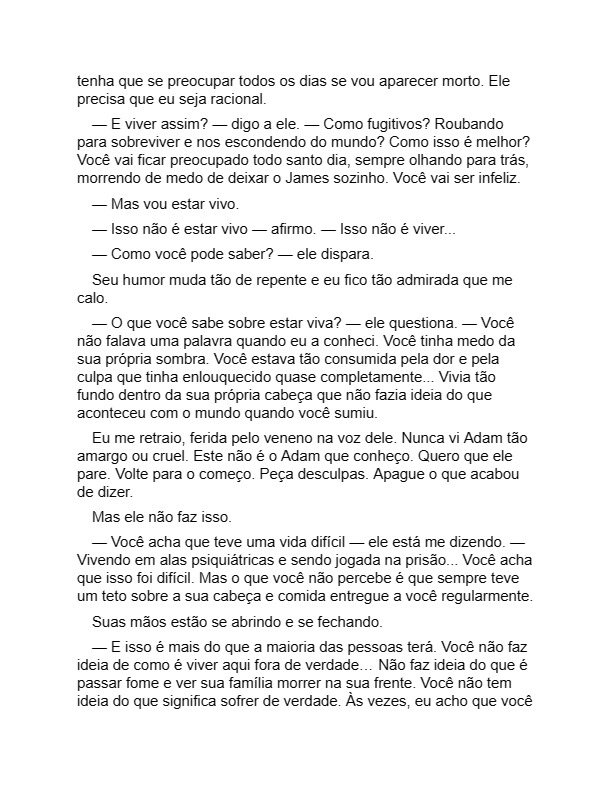 tenha que se preocupar todos os dias se vou aparecer morto. Ele
precisa que eu seja racional.
— E viver assim? — digo a ele. — Como fugitivos? Roubando
para sobreviver e nos escondendo do mundo? Como isso é melhor?
Você vai ficar preocupado todo santo dia, sempre olhando para trás,
morrendo de medo de deixar o James sozinho. Você vai ser infeliz.
— Mas vou estar vivo.
— Isso não é estar vivo — afirmo. — Isso não é viver...
— Como você pode saber? — ele dispara.
Seu humor muda tão de repente e eu fico tão admirada que me
calo.
— O que você sabe sobre estar viva? — ele questiona. — Você
não falava uma palavra quando eu a conheci. Você tinha medo da
sua própria sombra. Você estava tão consumida pela dor e pela
culpa que tinha enlouquecido quase completamente... Vivia tão
fundo dentro da sua própria cabeça que não fazia ideia do que
aconteceu com o mundo quando você sumiu.
Eu me retraio, ferida pelo veneno na voz dele. Nunca vi Adam tão
amargo ou cruel. Este não é o Adam que conheço. Quero que ele
pare. Volte para o começo. Peça desculpas. Apague o que acabou
de dizer.
Mas ele não faz isso.
— Você acha que teve uma vida difícil — ele está me dizendo. —
Vivendo em alas psiquiátricas e sendo jogada na prisão... Você acha
que isso foi difícil. Mas o que você não percebe é que sempre teve
um teto sobre a sua cabeça e comida entregue a você regularmente.
Suas mãos estão se abrindo e se fechando.
— E isso é mais do que a maioria das pessoas terá. Você não faz
ideia de como é viver aqui fora de verdade… Não faz ideia do que é
passar fome e ver sua família morrer na sua frente. Você não tem
ideia do que significa sofrer de verdade. Às vezes, eu acho que você